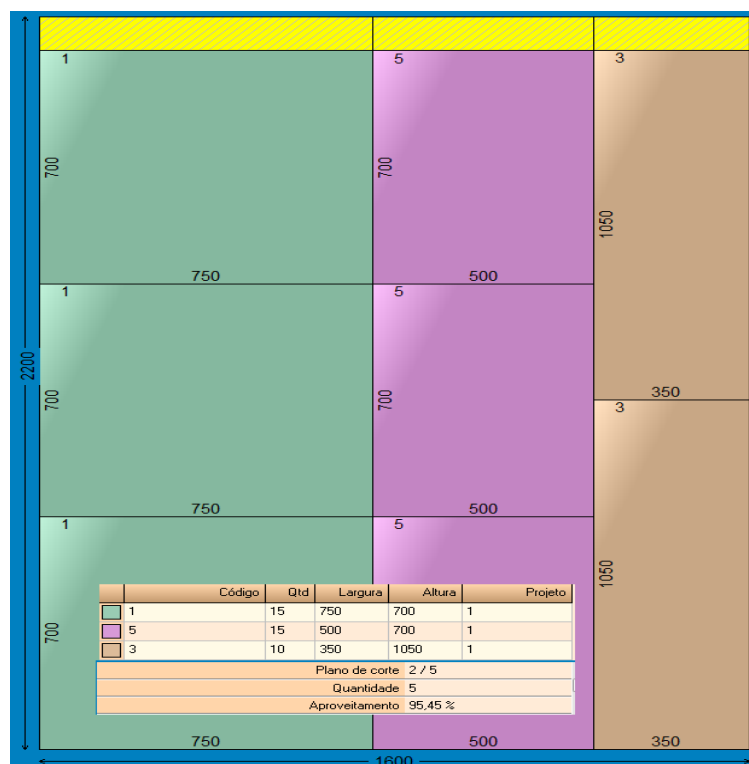 1 5 3
700 700
1050
750 500
1 5
2200
700 700
350
3
750 500
1 5
1050
Código Qtd Largura Altura Projeto
1 15 750 700 1
700
5 15 500 700 1
3 10 350 1050 1
Plano de corte 2 / 5
Quantidade 5
Aproveitamento 95,45 %
750 500 350
1600